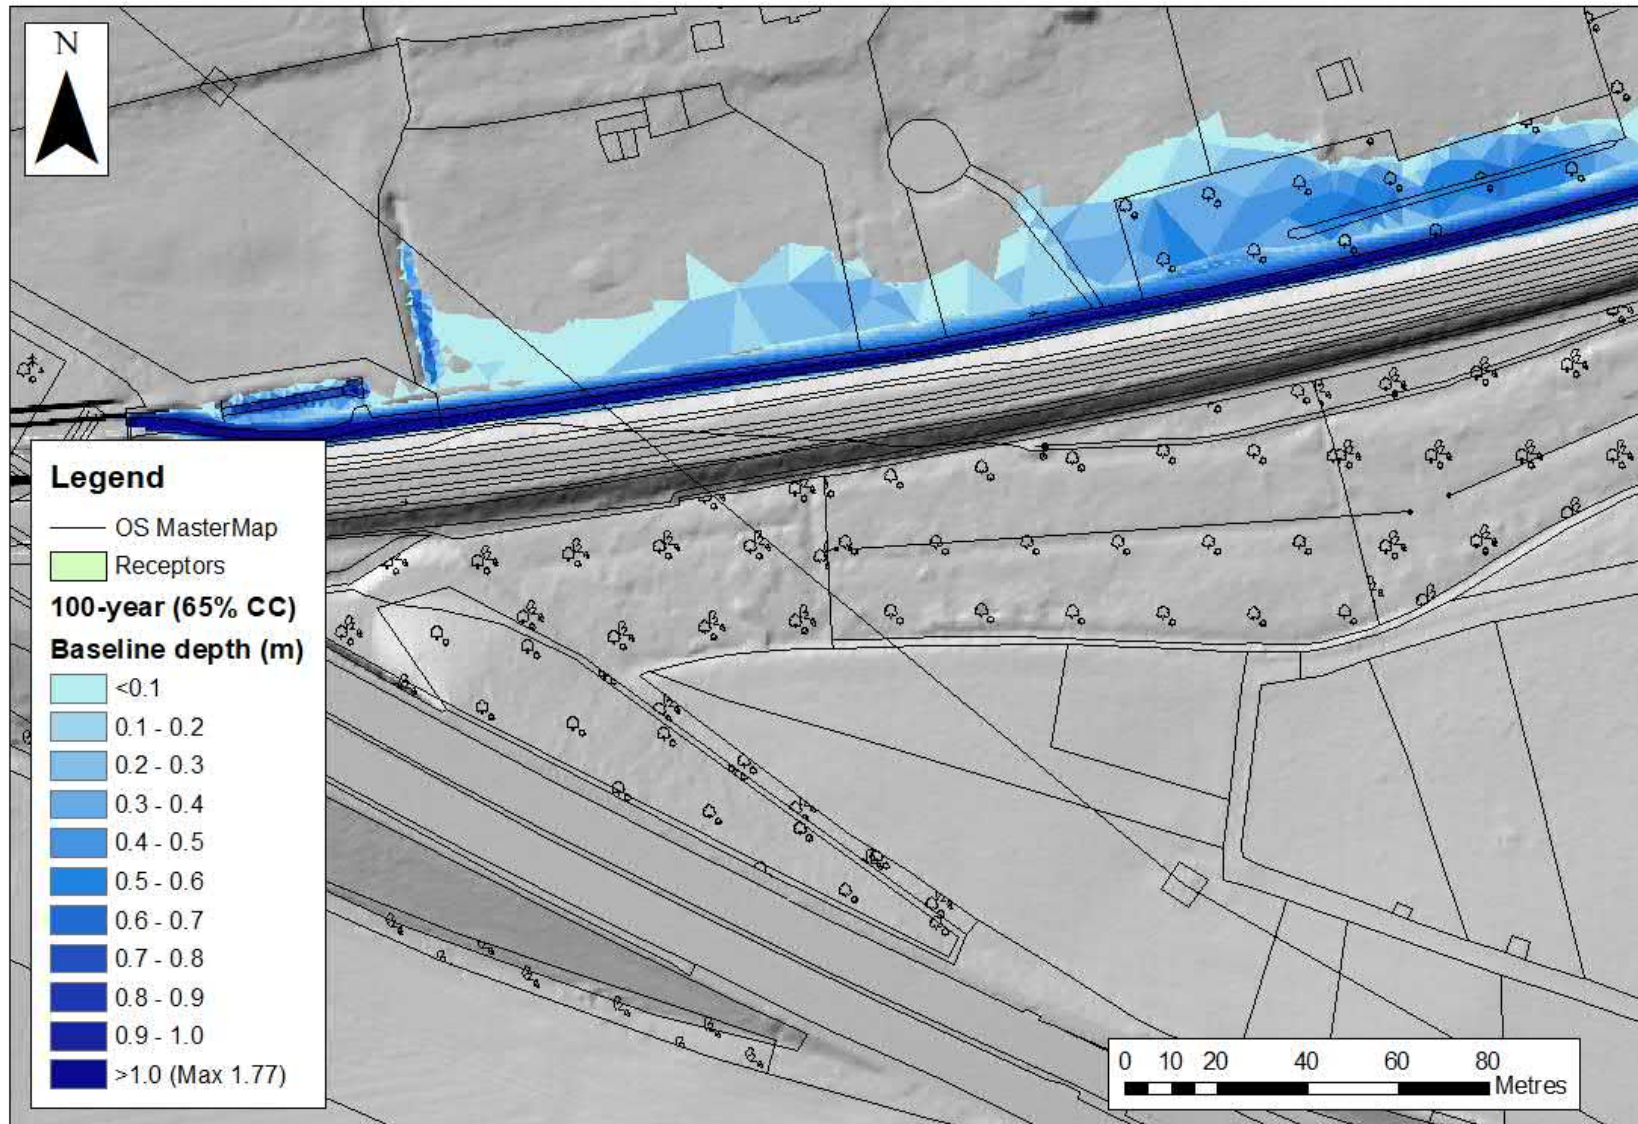 N
Legend
OS MasterMap
Receptors
100-year (65% CC)
Baseline depth (m)
<0.1
0.1 - 0.2
0.2 - 0.3
0.3 - 0.4
0.4 - 0.5
0.5 - 0.6
0.6 - 0.7
0.7 - 0.8
0.8 - 0.9
0.9 - 1.0
>1.0 (Max 1.77)
0 10 20 40 60 80
Metres